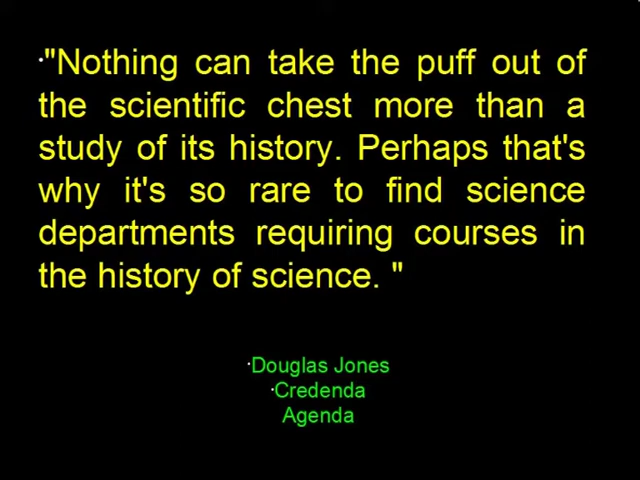 "Nothing can take the puff out of
the scientific chest more than a
study of its history. Perhaps that's
why it's so rare to find science
departments requiring courses in
the history of science. "
Douglas Jones
Credenda
Agenda